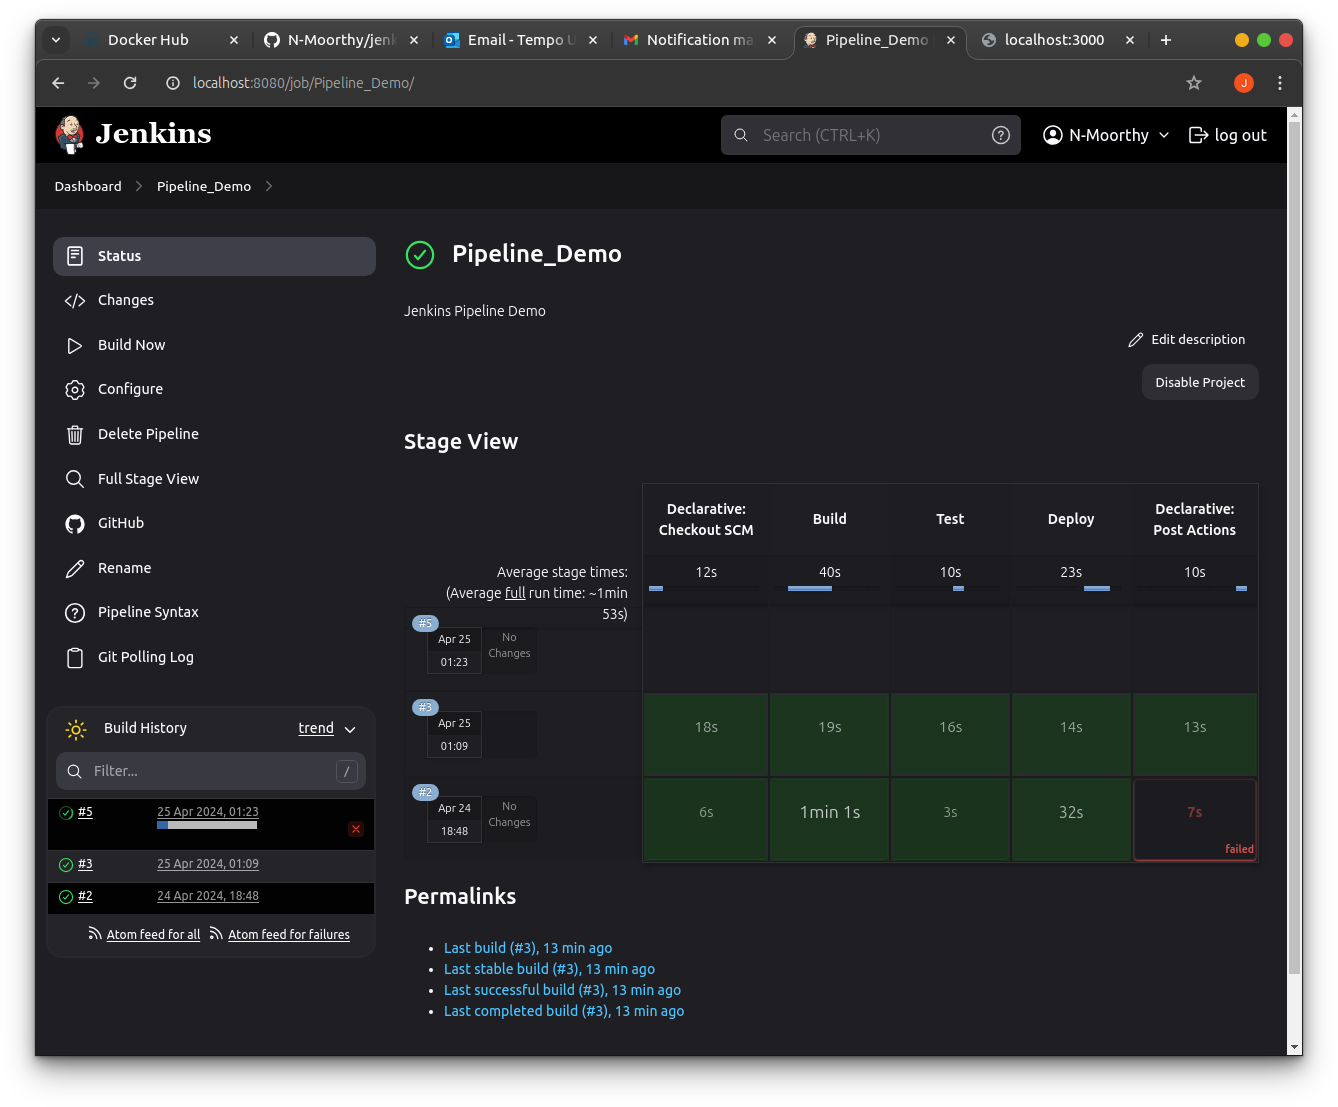 Docker Hub
N-Moorthy/jen
Email - Tempo U
Notification ma
Pipeline_Demo
localhost:3000
localhost:8080/job/Pipeline_Demo/
J
Jenkins
Search (CTRL+K)
N-Moorthy
log out
Dashboard
Pipeline_Demo
Status
Changes
Build Now
Configure
Delete Pipeline
Full Stage View
GitHub
Rename
Pipeline Syntax
Git Polling Log
Build History
trend
Filter...
/
#5
25 Apr 2024, 01:23
#3
25 Apr 2024, 01:09
#2
24 Apr 2024, 18:48
Atom feed for all
Atom feed for failures
Pipeline_Demo
Jenkins Pipeline Demo
Edit description
Disable Project
Stage View
Declarative:
Checkout SCM
Build
Test
Deploy
Declarative:
Post Actions
Average stage times:
(Average full run time: ~1min
53s)
12s
40s
10s
23s
10s
#5
Apr 25
01:23
No
Changes
#3
Apr 25
01:09
18s
19s
16s
14s
13s
#2
Apr 24
18:48
No
Changes
6s
1min 1s
3s
32s
7s
failed
Permalinks
Last build (#3), 13 min ago
Last stable build (#3), 13 min ago
Last successful build (#3), 13 min ago
Last completed build (#3), 13 min ago